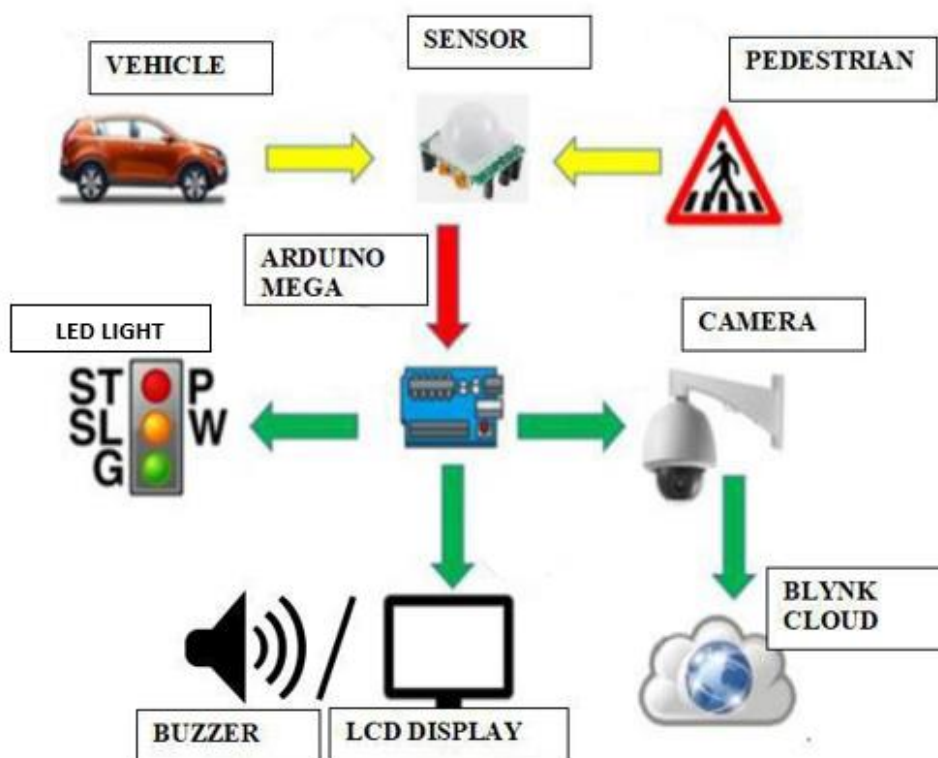 VEHICLE
SENSOR
PEDESTRIAN
ARDUINO
MEGA
LED LIGHT
CAMERA
ST P
SL W
G
BLYNK
CLOUD
BUZZER
LCD DISPLAY